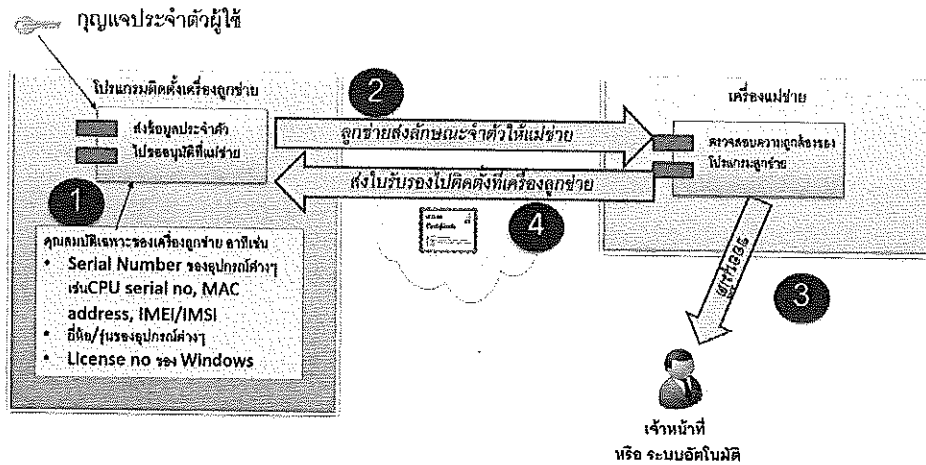 กุญแจประจำตัวผู้ใช้
โปรแกรมติดตั้งเครื่องลูกข่าย
ส่งข้อมูลประจำตัว
ไปขออนุมัติที่แม่ข่าย
1
คุณสมบัติเฉพาะของเครื่องลูกข่าย อาทิเช่น
• Serial Number ของอุปกรณ์ต่างๆ
เช่นCPU serial no, MAC
address, IMEI/IMSI
• ยี่ห้อ/รุ่นของอุปกรณ์ต่างๆ
• License no ของ Windows
2
ลูกข่ายส่งลักษณะจำตัวให้แม่ข่าย
ส่งใบรับรองไปติดตั้งที่เครื่องลูกข่าย
4
Certificate
เครื่องแม่ข่าย
ตรวจสอบความถูกต้องของ
โปรแกรมลูกข่าย
3
เจ้าหน้าที่
หรือ ระบบอัตโนมัติ